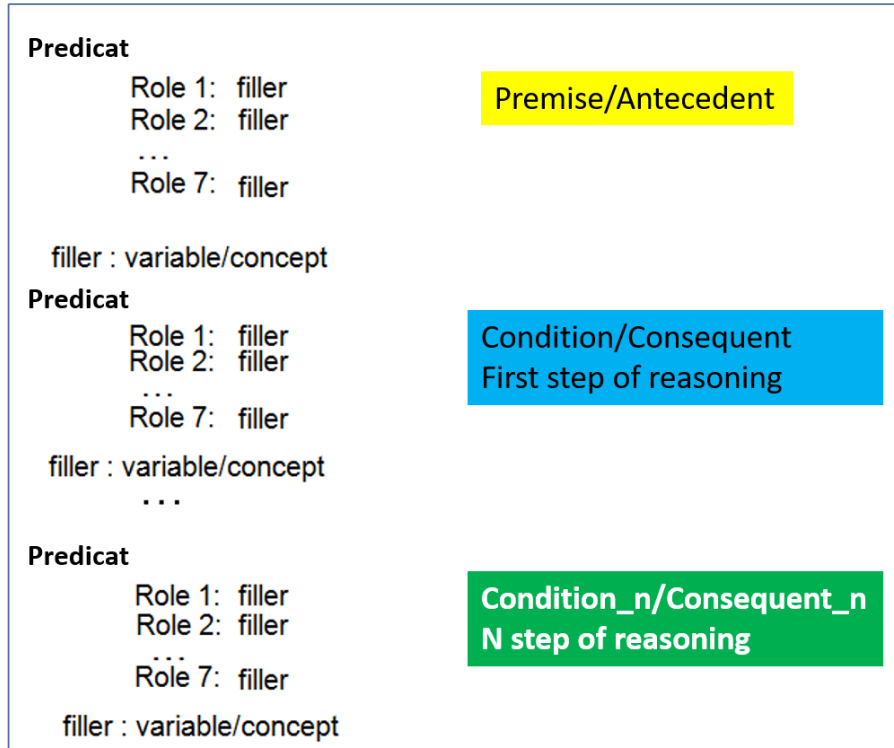 Predicat
Role 1: filler
Premise/Antecedent
Role 2: filler
...
Role 7: filler
filler : variable/concept
Predicat
Role 1: filler
Condition/Consequent
Role 2: filler
First step of reasoning
...
Role 7: filler
filler : variable/concept
...
Predicat
Role 1: filler
Condition_n/Consequent_n
Role 2: filler
N step of reasoning
...
Role 7: filler
filler : variable/concept